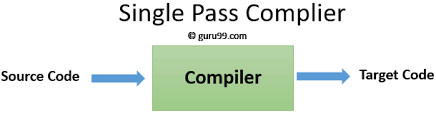 Single Pass Complier
© guru99.com
Source Code
Compiler
Target Code